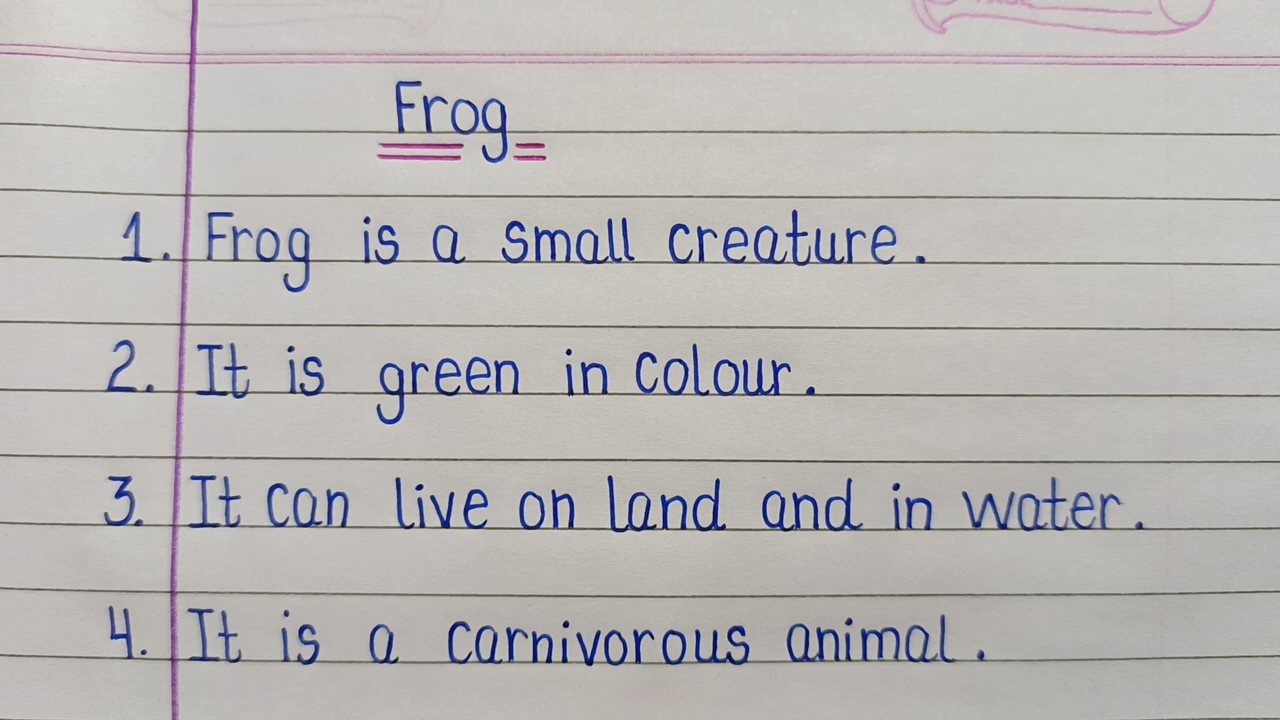 Frog
1. Frog is a small creature.
2. It is green in colour.
3. It can live on land and in water.
4. It is a carnivorous animal.